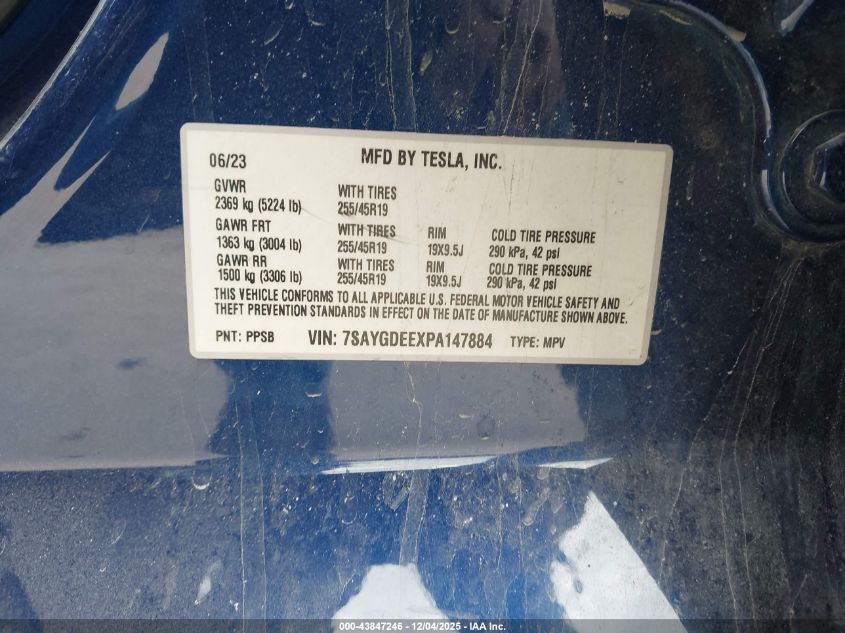 06/23 MFD BY TESLA, INC.
GVWR
2369 kg (5224 lb) WITH TIRES 255/45R19
GAWR FRT
1363 kg (3004 lb) WITH TIRES 255/45R19 RIM 19X9.5J COLD TIRE PRESSURE 290 kPa, 42 psi
GAWR RR
1500 kg (3306 lb) WITH TIRES 255/45R19 RIM 19X9.5J COLD TIRE PRESSURE 290 kPa, 42 psi
THIS VEHICLE CONFORMS TO ALL APPLICABLE U.S. FEDERAL MOTOR VEHICLE SAFETY AND
THEFT PREVENTION STANDARDS IN EFFECT ON THE DATE OF MANUFACTURE SHOWN ABOVE.
PNT: PPSB VIN: 7SAYGDEEXPA147884 TYPE: MPV
000-43847246 - 12/04/2025 - IAA Inc.